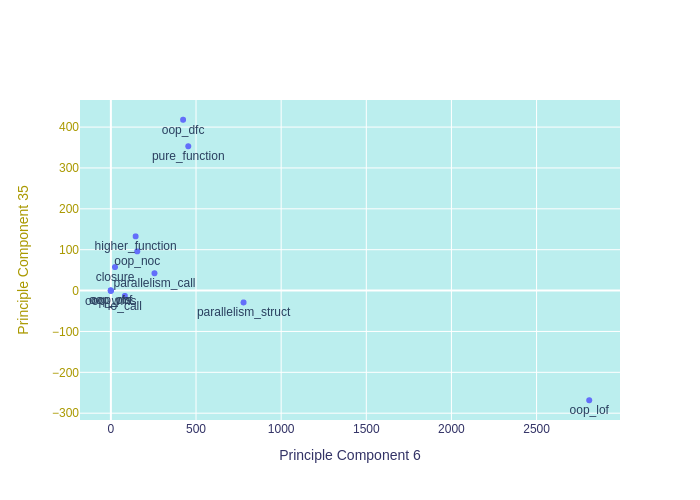 400
300
200
100
0
−100
−200
−300
0
500
1000
1500
2000
2500
Principle Component 35
Principle Component 6
oop_dfc
pure_function
higher_function
oop_noc
closure
parallelism_call
parallelism_struct
oop_lof